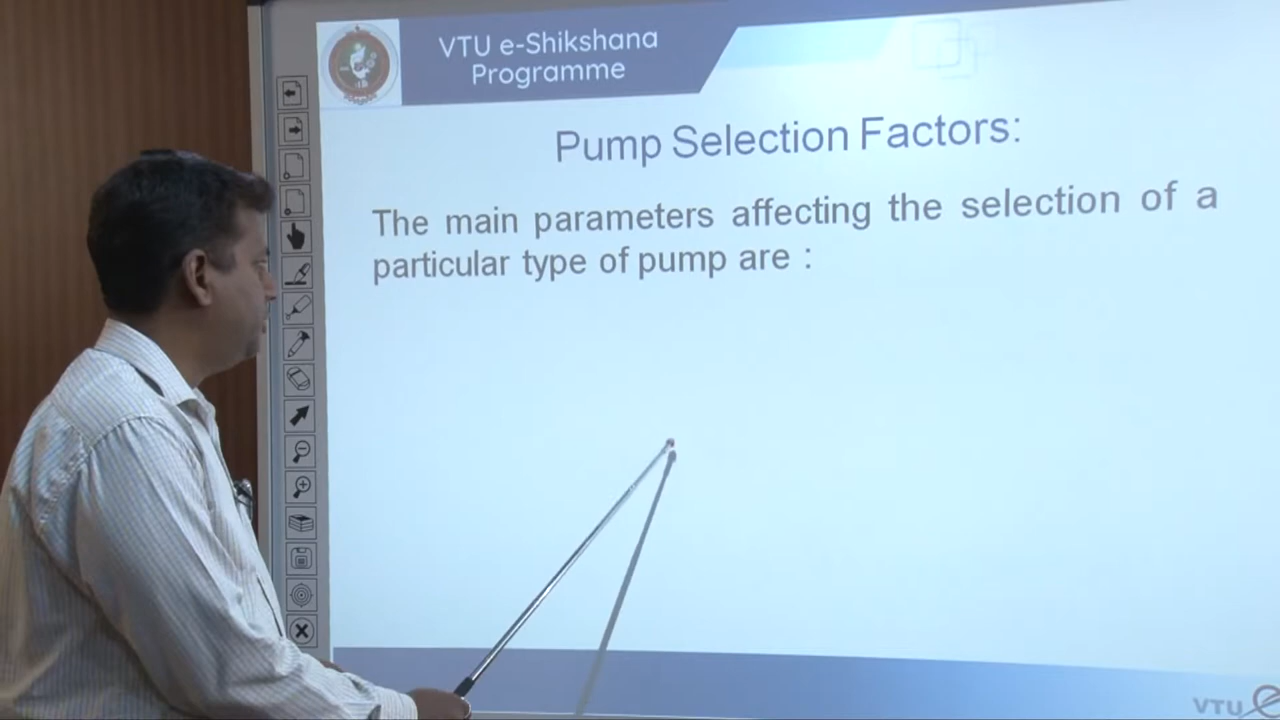 VTU e-Shikshana
Programme
Pump Selection Factors:
The main parameters affecting the selection of a
particular type of pump are :
VTU e